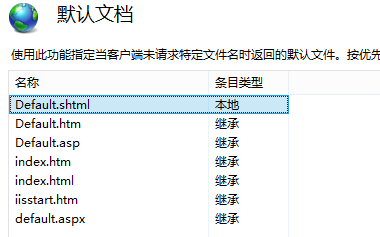 默认文档
使用此功能指定当客户端未请求特定文件名时返回的默认文件。按优先
名称 条目类型
Default.shtml 本地
Default.htm 继承
Default.asp 继承
index.htm 继承
index.html 继承
iisstart.htm 继承
default.aspx 继承